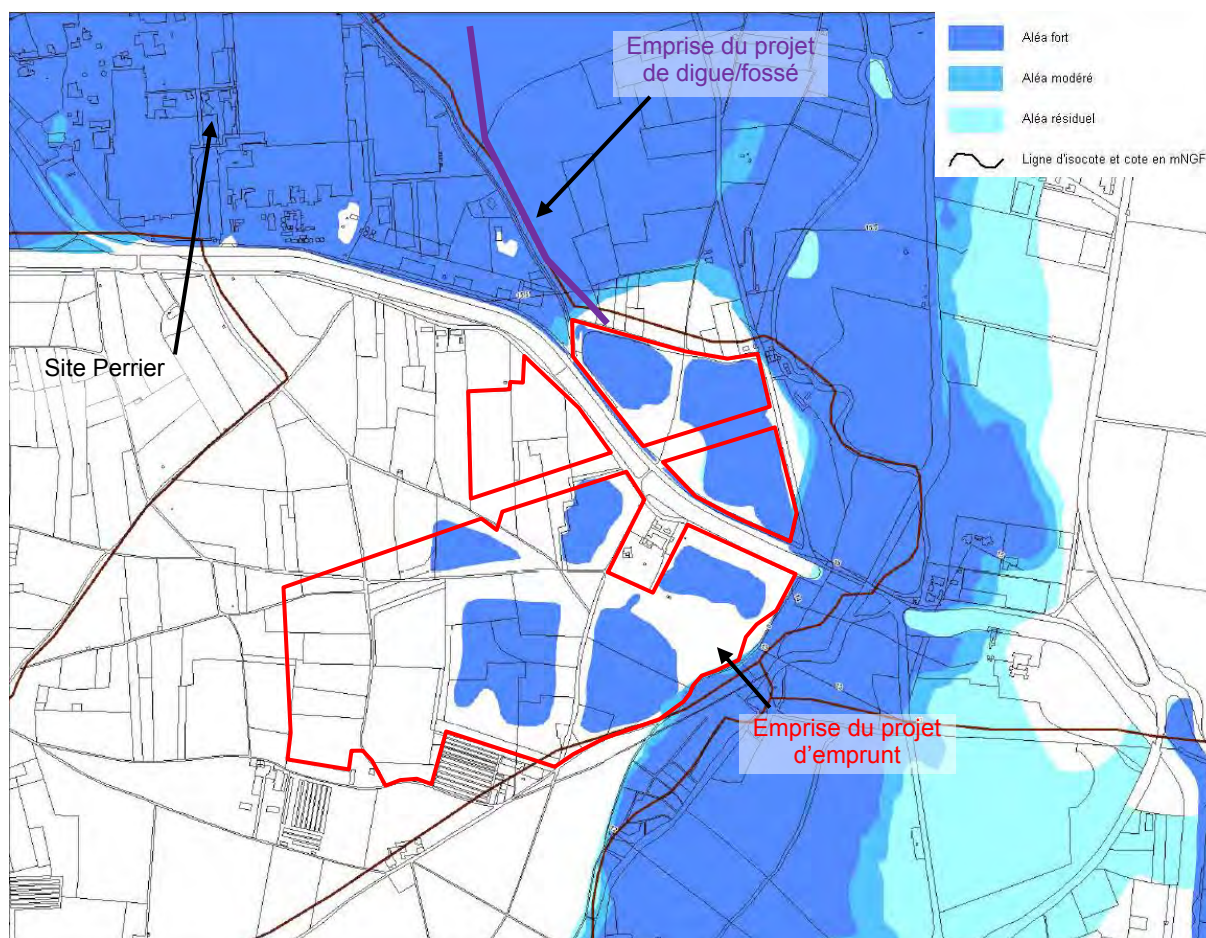 Emprise du projet
de digue/fossé
Aléa fort
Aléa modéré
Aléa résiduel
Ligne d'isocote et cote en mNGF
Site Perrier
Emprise du projet
d'emprunt